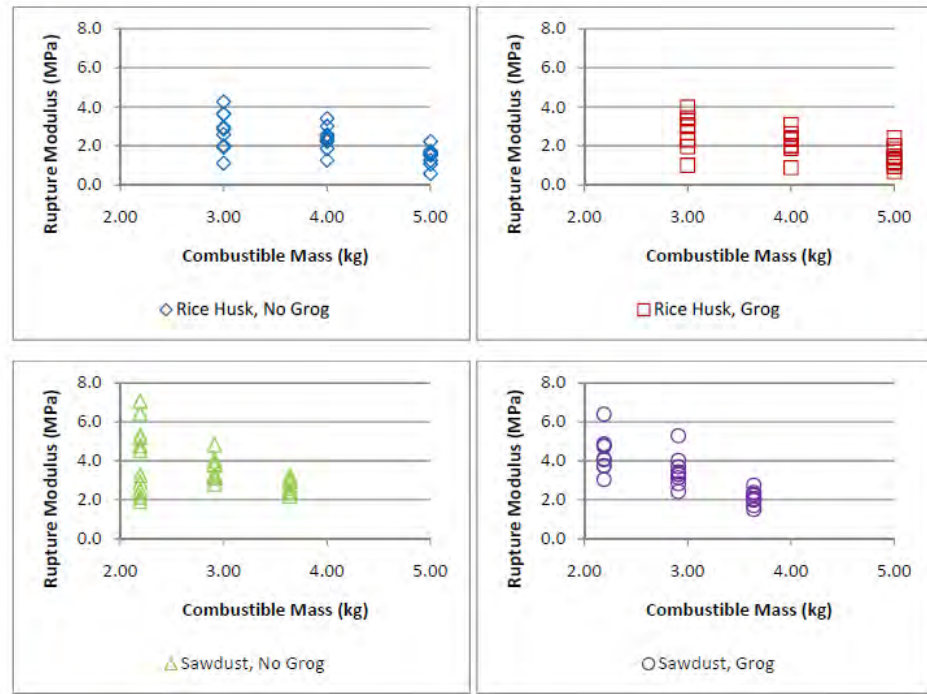 Rupture Modulus (MPa)
8.0
6.0
4.0
2.0
0.0
2.00 3.00 4.00 5.00
Combustible Mass (kg)
Rice Husk, No Grog
Rupture Modulus (MPa)
8.0
6.0
4.0
2.0
0.0
2.00 3.00 4.00 5.00
Combustible Mass (kg)
Rice Husk, Grog
Rupture Modulus (MPa)
8.0
6.0
4.0
2.0
0.0
2.00 3.00 4.00 5.00
Combustible Mass (kg)
Sawdust, No Grog
Rupture Modulus (MPa)
8.0
6.0
4.0
2.0
0.0
2.00 3.00 4.00 5.00
Combustible Mass (kg)
Sawdust, Grog